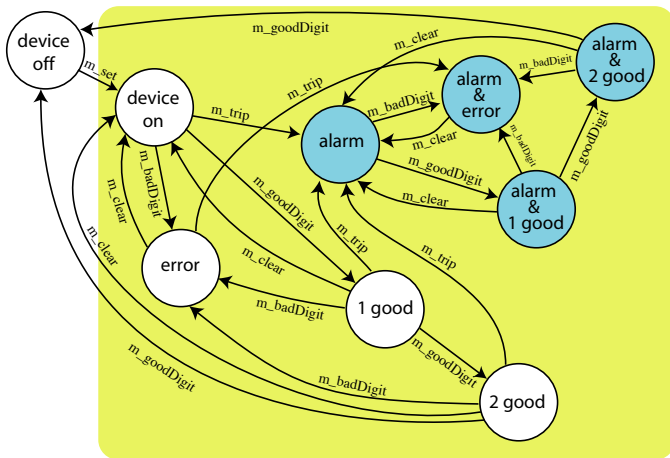 m_goodDigit
device
off
m_clear
alarm
&
2 good
m_set
m_badDigit
alarm
&
error
m_trip
device
on
m_trip
m_badDigit
alarm
m_clear
m_badDigit
m_goodDigit
m_goodDigit
m_badDigit
m_clear
alarm
&
1 good
m_goodDigit
m_clear
m_trip
m_trip
m_clear
error
m_clear
m_badDigit
1 good
m_goodDigit
m_goodDigit
m_badDigit
2 good